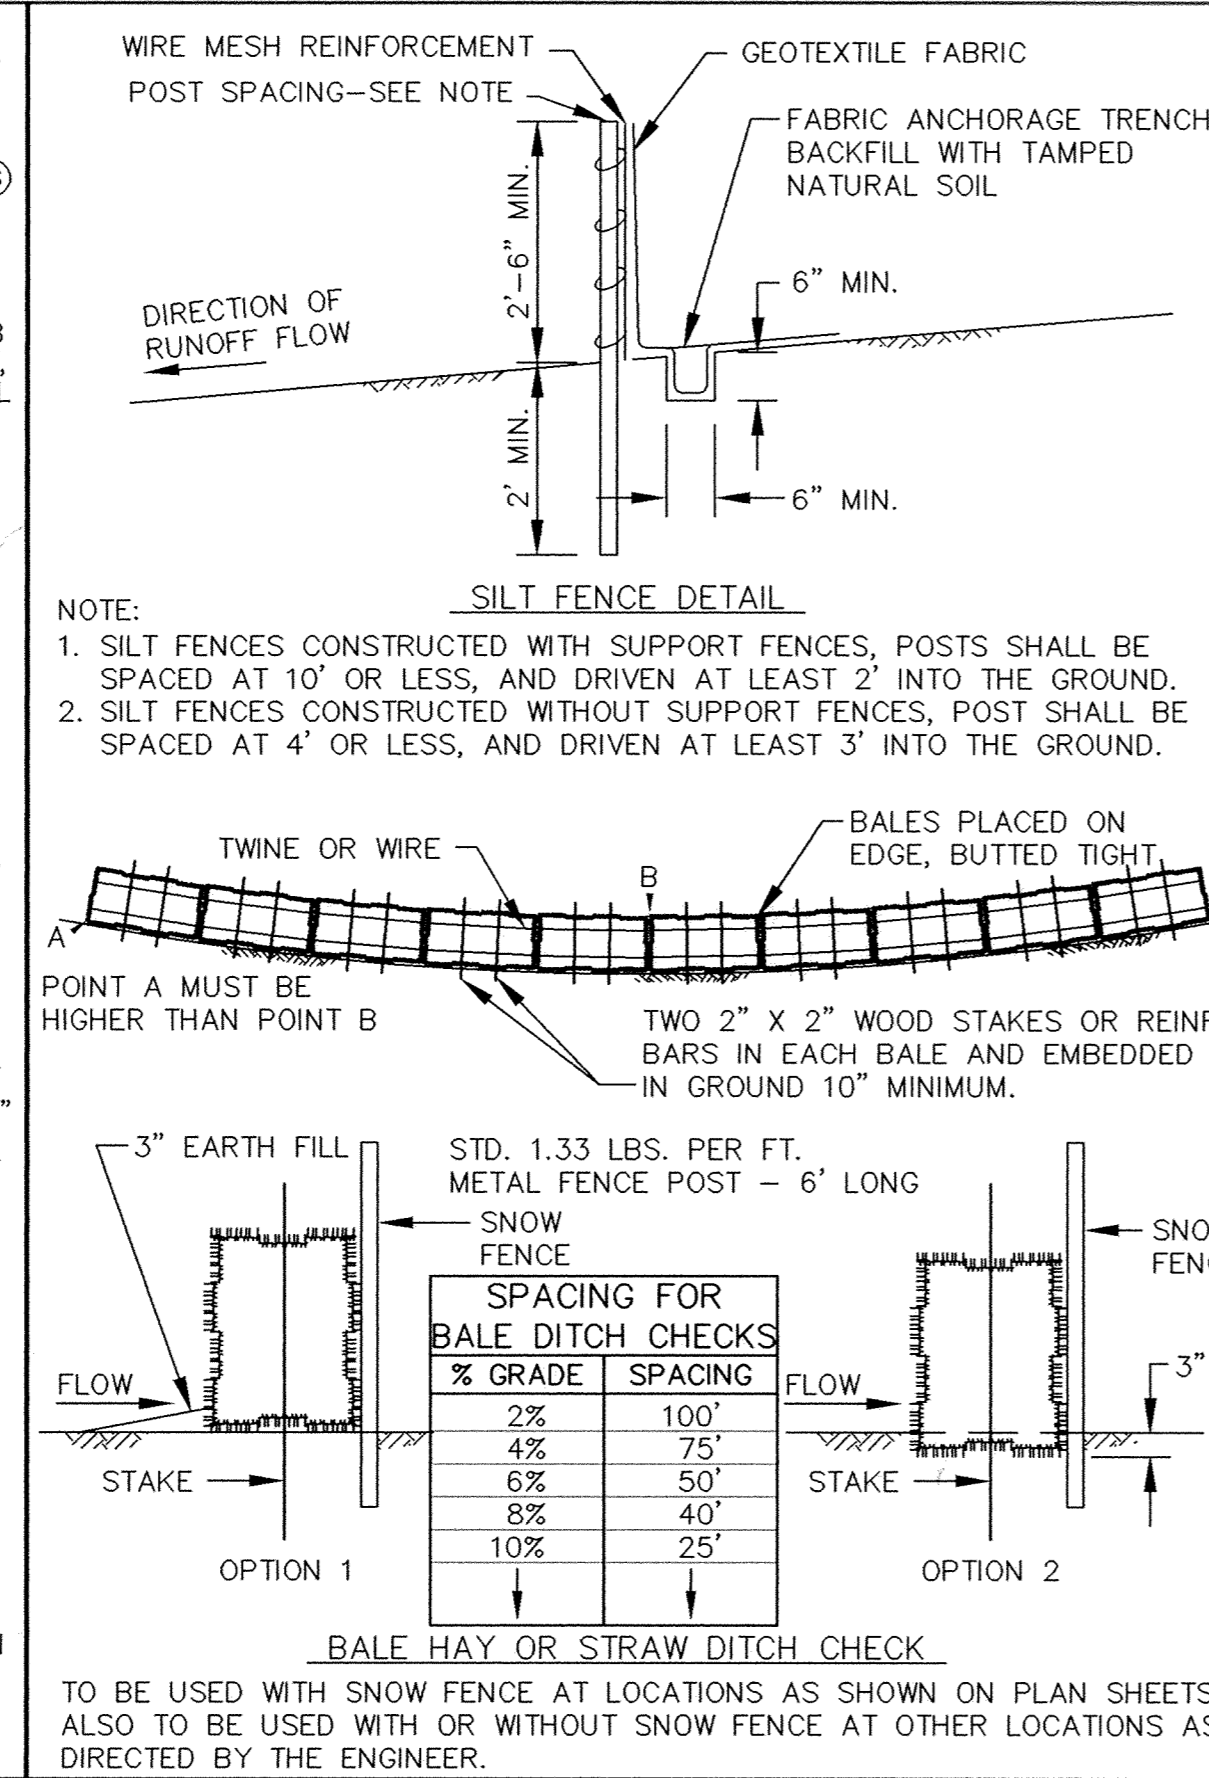 WIRE MESH REINFORCEMENT
POST SPACING–SEE NOTE
GEOTEXTILE FABRIC
FABRIC ANCHORAGE TRENCH
BACKFILL WITH TAMPED
NATURAL SOIL
2'–6" MIN.
6" MIN.
DIRECTION OF
RUNOFF FLOW
2' MIN.
6" MIN.
SILT FENCE DETAIL
NOTE:
1. SILT FENCES CONSTRUCTED WITH SUPPORT FENCES, POSTS SHALL BE
SPACED AT 10' OR LESS, AND DRIVEN AT LEAST 2' INTO THE GROUND.
2. SILT FENCES CONSTRUCTED WITHOUT SUPPORT FENCES, POST SHALL BE
SPACED AT 4' OR LESS, AND DRIVEN AT LEAST 3' INTO THE GROUND.
TWINE OR WIRE
BALES PLACED ON
EDGE, BUTTED TIGHT
B
A
POINT A MUST BE
HIGHER THAN POINT B
TWO 2" X 2" WOOD STAKES OR
BARS IN EACH BALE AND EMBEDDED
IN GROUND 10" MINIMUM.
3" EARTH FILL
STD. 1.33 LBS. PER FT.
METAL FENCE POST – 6' LONG
SNOW
FENCE
SPACING FOR
BALE DITCH CHECKS
% GRADE SPACING
2% 100'
4% 75'
6% 50'
8% 40'
10% 25'
FLOW
STAKE
OPTION 1
FLOW
3"
STAKE
OPTION 2
BALE HAY OR STRAW DITCH CHECK
TO BE USED WITH SNOW FENCE AT LOCATIONS AS SHOWN ON PLAN SHEETS
ALSO TO BE USED WITH OR WITHOUT SNOW FENCE AT OTHER LOCATIONS AS
DIRECTED BY THE ENGINEER.